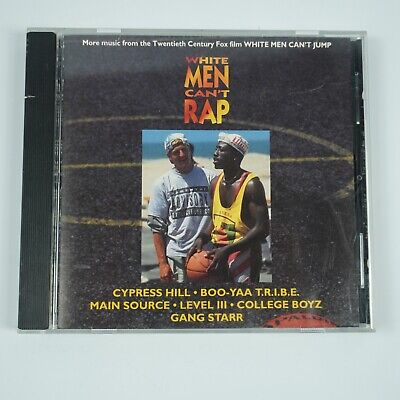 More music from the Twentieth Century Fox film WHITE MEN CAN'T JUMP
WHITE
MEN
CAN'T
RAP
CYPRESS HILL • BOO-YAA T.R.I.B.E.
MAIN SOURCE • LEVEL III • COLLEGE BOYZ
GANG STARR